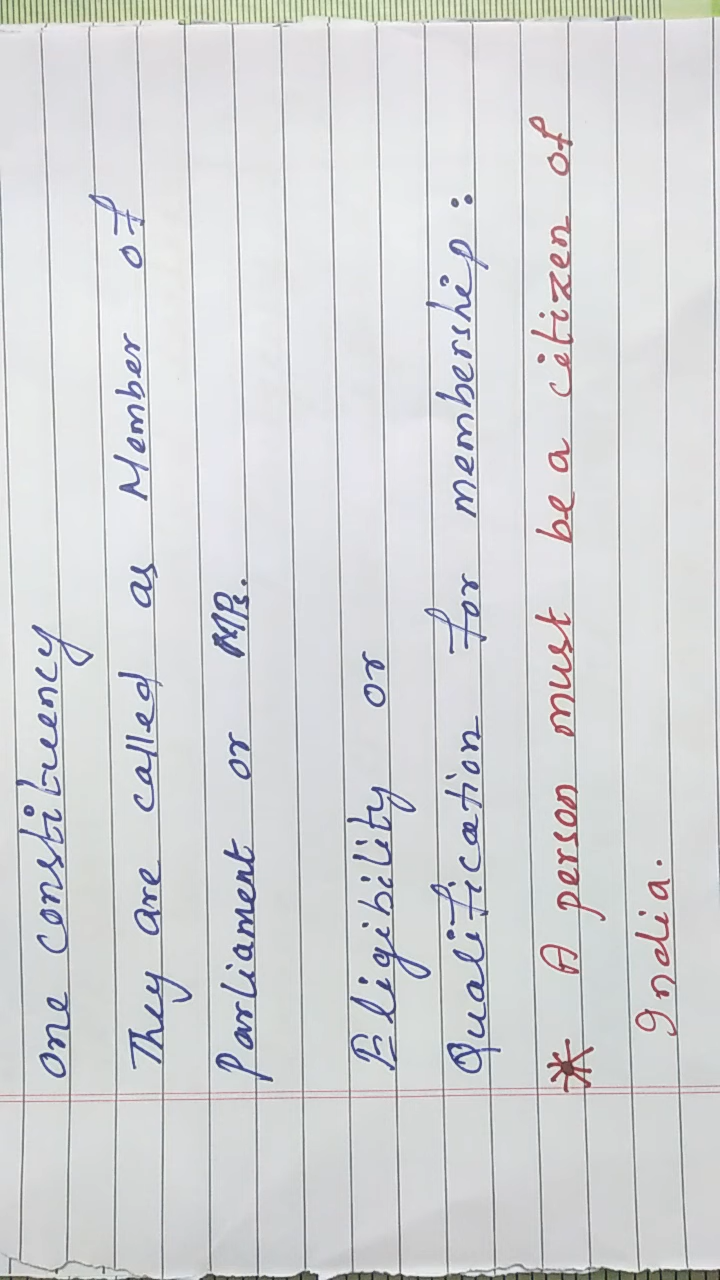 one constituency
They are called as Member of
Parliament or MPs.
Eligibility or
Qualification for membership:
* A person must be a citizen of
India.